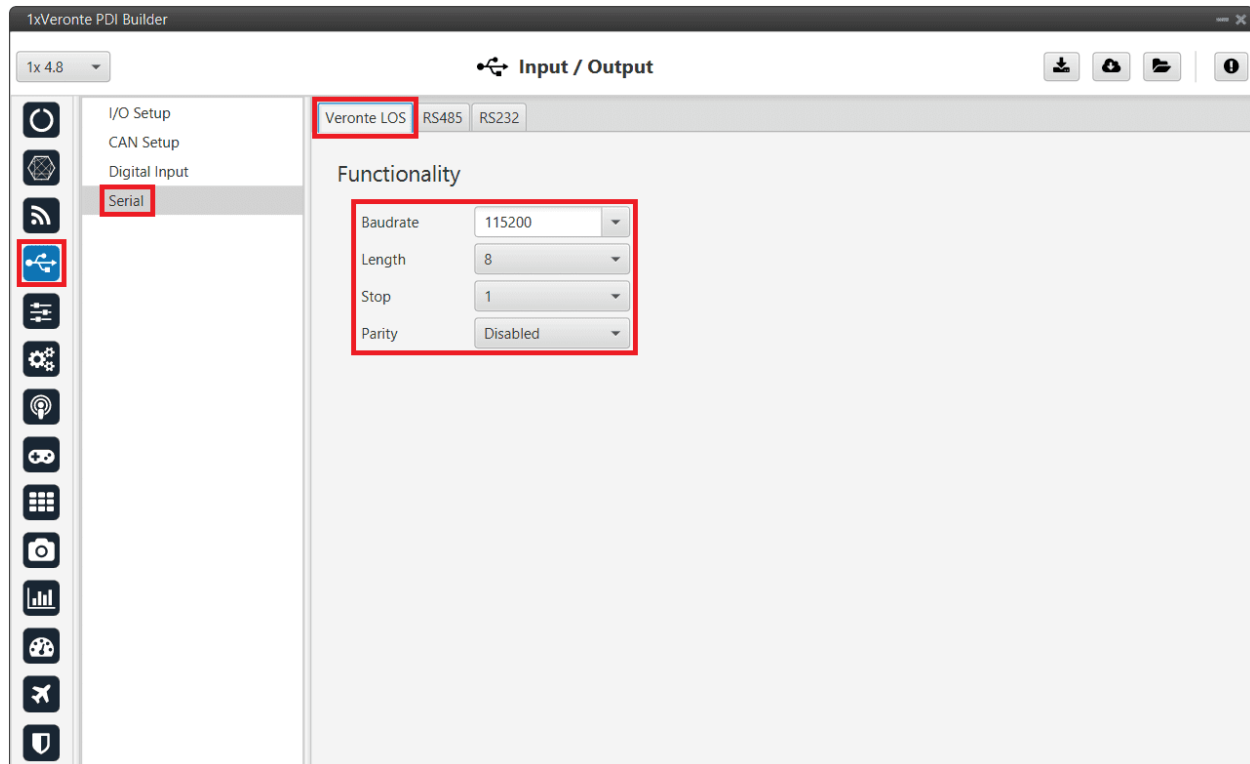 1xVeronte PDI Builder
1x 4.8
Input / Output
I/O Setup
CAN Setup
Digital Input
Serial
Veronte LOS RS485 RS232
Functionality
Baudrate 115200
Length 8
Stop 1
Parity Disabled